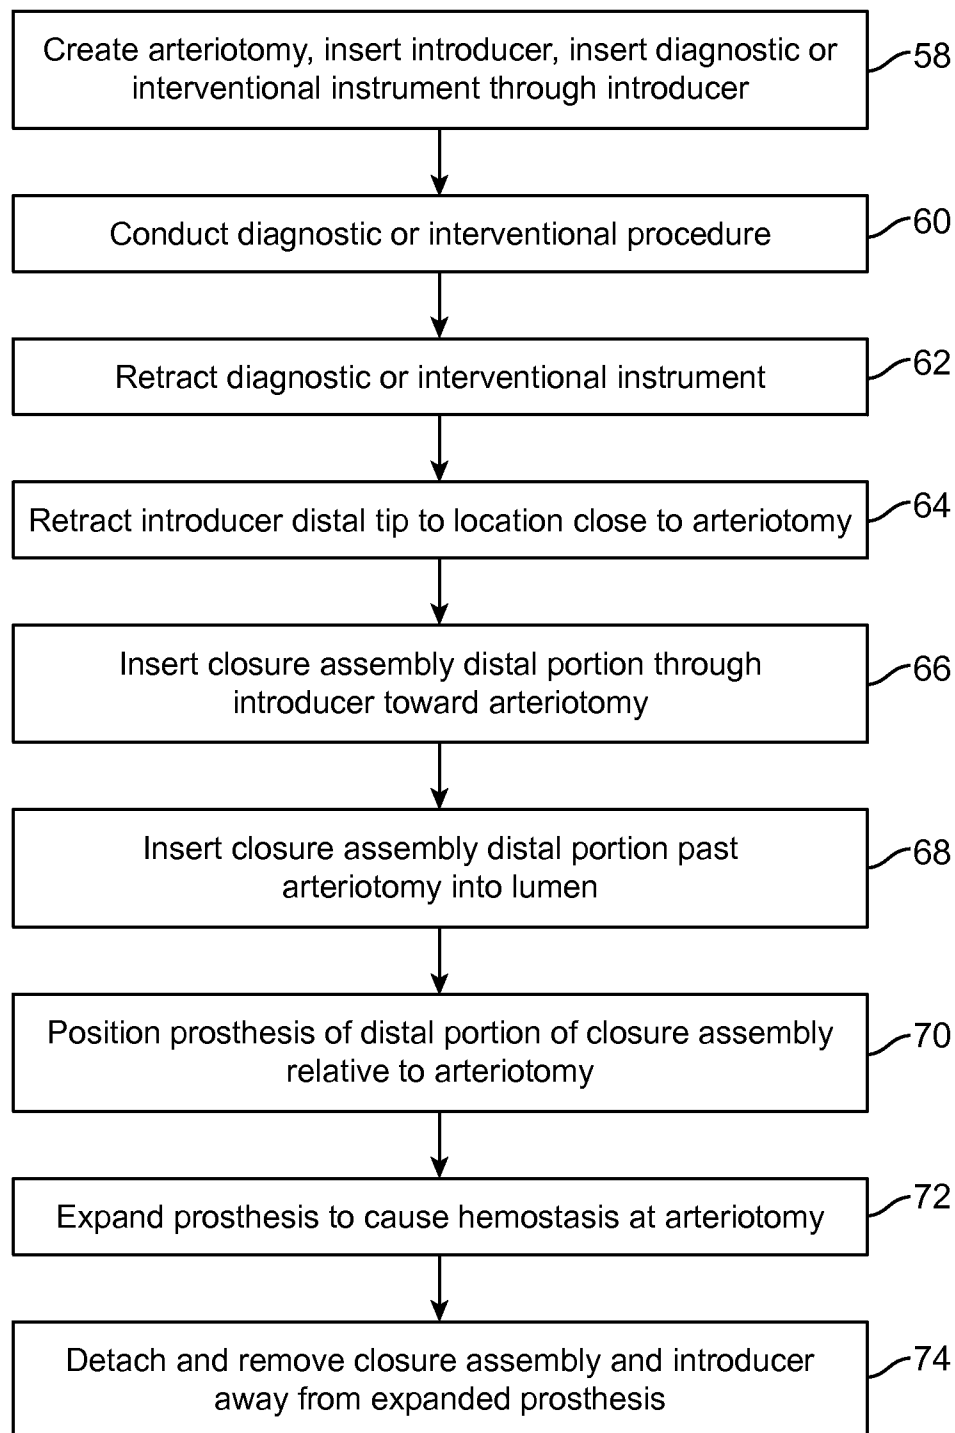 Create arteriotomy, insert introducer, insert diagnostic or
interventional instrument through introducer
58
Conduct diagnostic or interventional procedure
60
Retract diagnostic or interventional instrument
62
Retract introducer distal tip to location close to arteriotomy
64
Insert closure assembly distal portion through
introducer toward arteriotomy
66
Insert closure assembly distal portion past
arteriotomy into lumen
68
Position prosthesis of distal portion of closure assembly
relative to arteriotomy
70
Expand prosthesis to cause hemostasis at arteriotomy
72
Detach and remove closure assembly and introducer
away from expanded prosthesis
74